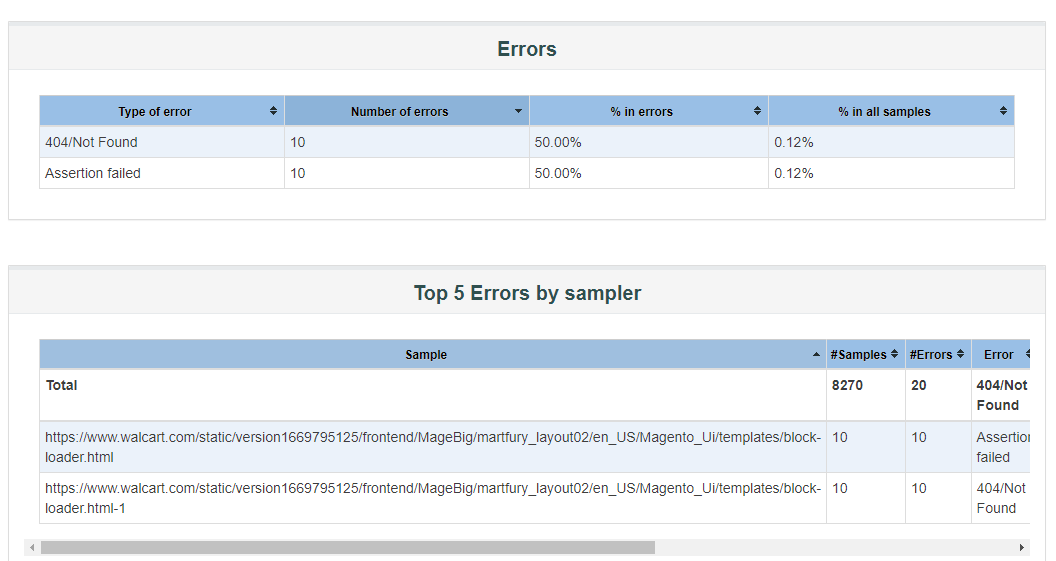 Errors
Type of error Number of errors % in errors % in all samples
404/Not Found 10 50.00% 0.12%
Assertion failed 10 50.00% 0.12%
Top 5 Errors by sampler
Sample #Samples #Errors Error
Total 8270 20 404/Not
Found
https://www.walcart.com/static/version1669795125/frontend/MageBig/martfury_layout02/en_US/Magento_Ui/templates/block- 10 10 Assertion
loader.html failed
https://www.walcart.com/static/version1669795125/frontend/MageBig/martfury_layout02/en_US/Magento_Ui/templates/block- 10 10 404/Not
loader.html-1 Found